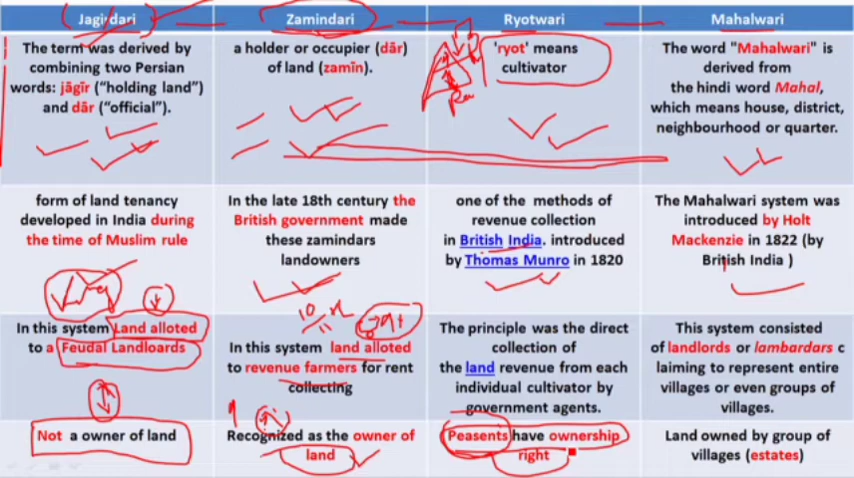 Jagirdari
Zamindari
Ryotwari
Mahalwari
The term was derived by
combining two Persian
words: jāgīr ("holding land")
and dār ("official").
a holder or occupier (dār)
of land (zamīn).
'ryot' means
cultivator
The word "Mahalwari" is
derived from
the hindi word Mahal,
which means house, district,
neighbourhood or quarter.
form of land tenancy
developed in India during
the time of Muslim rule
In the late 18th century the
British government made
these zamindars
landowners
one of the methods of
revenue collection
in British India. introduced
by Thomas Munro in 1820
The Mahalwari system was
introduced by Holt
Mackenzie in 1822 (by
British India )
In this system Land alloted
to a Feudal Landloards
In this system land alloted
to revenue farmers for rent
collecting
The principle was the direct
collection of
the land revenue from each
individual cultivator by
government agents.
This system consisted
of landlords or lambardars c
laiming to represent entire
villages or even groups of
villages.
Not a owner of land
Recognized as the owner of
land
Peasents have ownership
right
Land owned by group of
villages (estates)